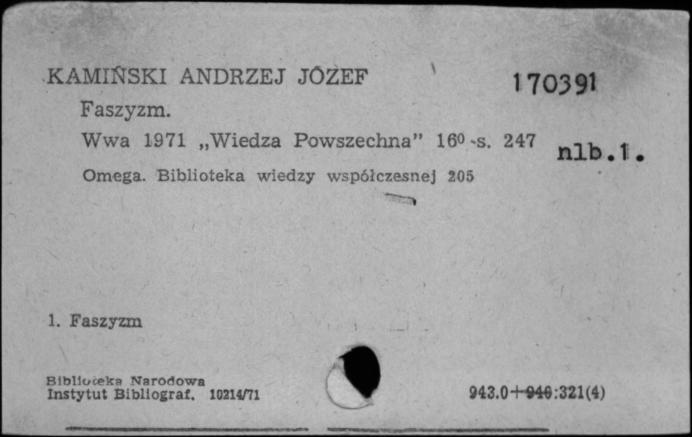 KAMIŃSKI ANDRZEJ JÓZEF 170391
Faszyzm.
Wwa 1971 „Wiedza Powszechna” 16⁰ s. 247 nlb.1.
Omega. Biblioteka wiedzy współczesnej 205
1. Faszyzm
Biblioteka Narodowa
Instytut Bibliograf. 10214/71 943.0+946:321(4)